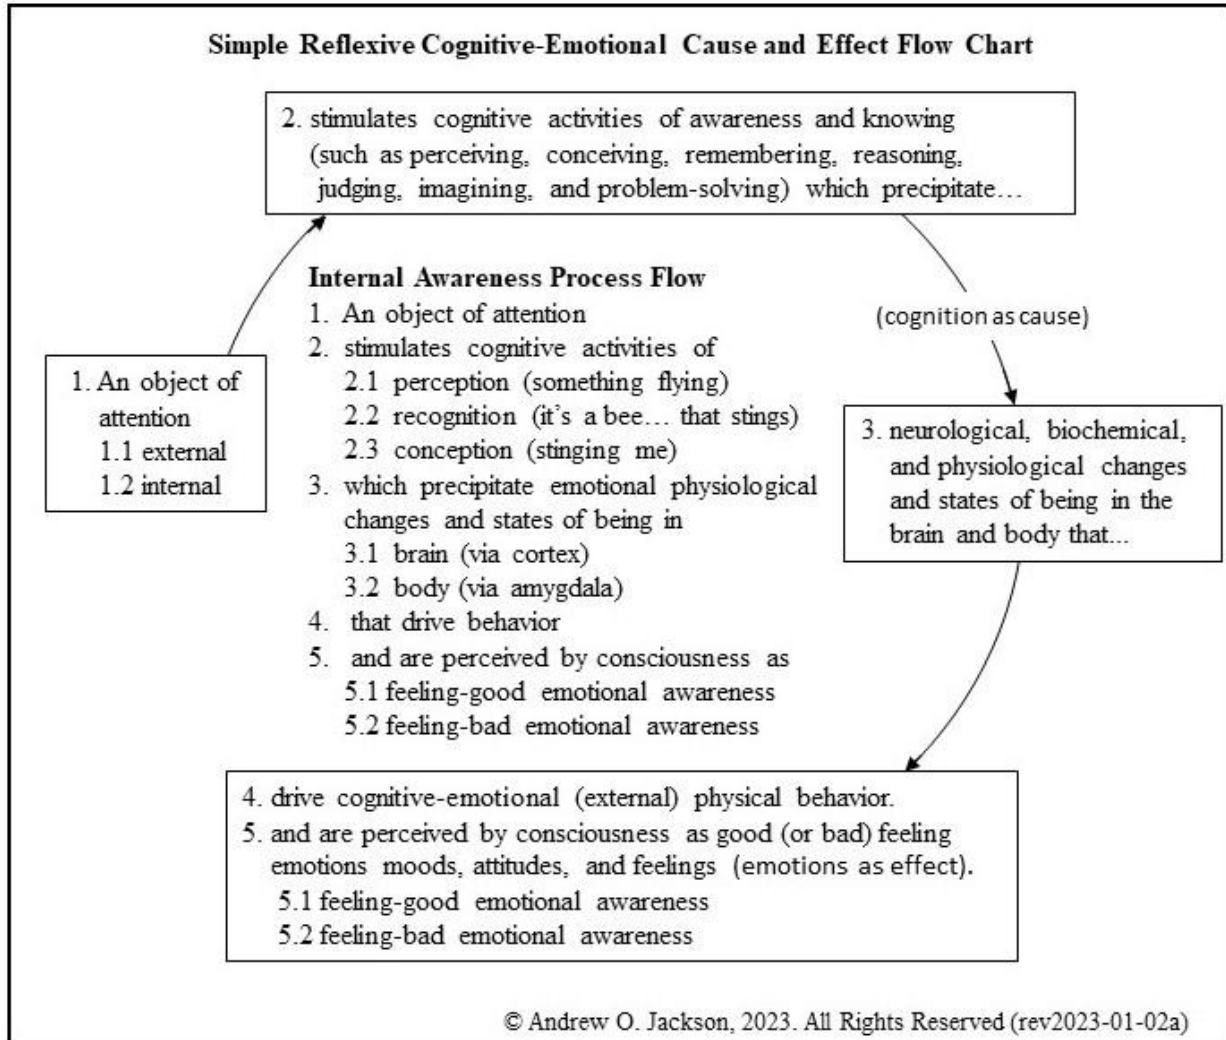 Simple Reflexive Cognitive-Emotional Cause and Effect Flow Chart
2. stimulates cognitive activities of awareness and knowing
(such as perceiving, conceiving, remembering, reasoning,
judging, imagining, and problem-solving) which precipitate…
(cognition as cause)
1. An object of
attention
1.1 external
1.2 internal
Internal Awareness Process Flow
1. An object of attention
2. stimulates cognitive activities of
2.1 perception (something flying)
2.2 recognition (it's a bee… that stings)
2.3 conception (stinging me)
3. which precipitate emotional physiological
changes and states of being in
3.1 brain (via cortex)
3.2 body (via amygdala)
4. that drive behavior
5. and are perceived by consciousness as
5.1 feeling-good emotional awareness
5.2 feeling-bad emotional awareness
3. neurological, biochemical,
and physiological changes
and states of being in the
brain and body that...
4. drive cognitive-emotional (external) physical behavior.
5. and are perceived by consciousness as good (or bad) feeling
emotions moods, attitudes, and feelings (emotions as effect).
5.1 feeling-good emotional awareness
5.2 feeling-bad emotional awareness
© Andrew O. Jackson, 2023. All Rights Reserved (rev2023-01-02a)